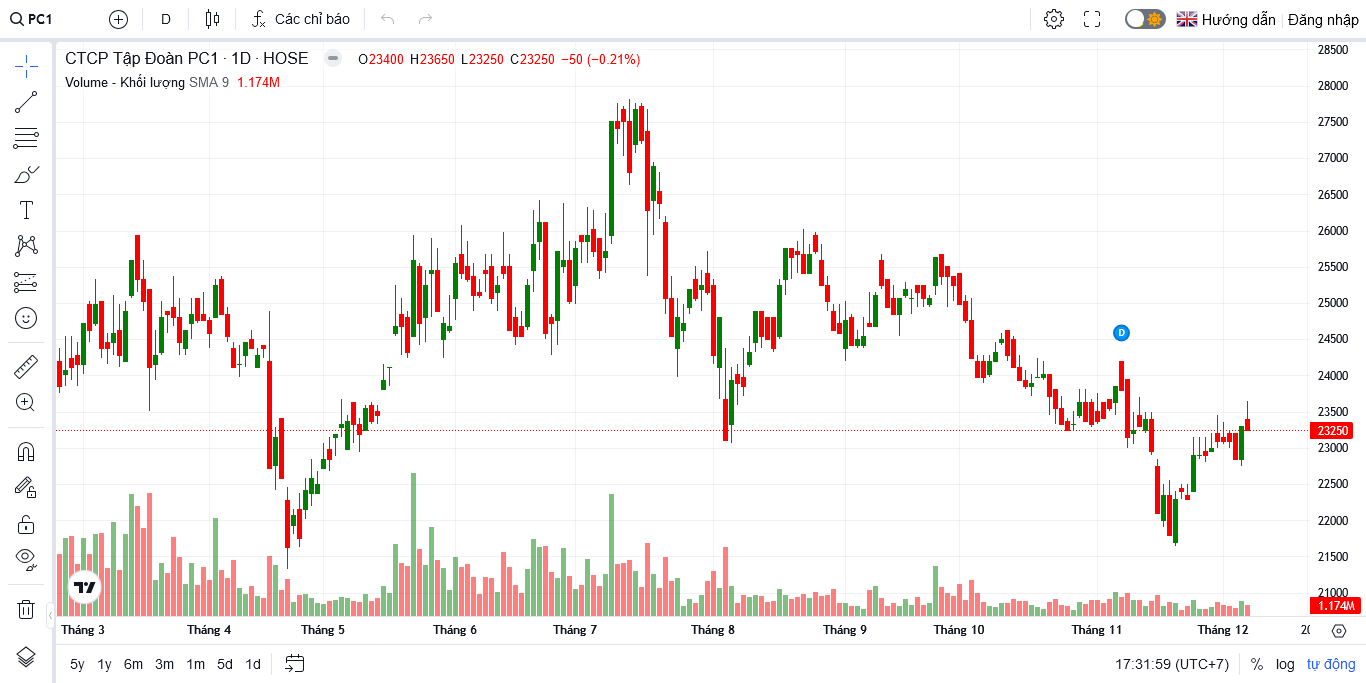 PC1 D Các chỉ báo Hướng dẫn Đăng nhập
CTCP Tập Đoàn PC1 · 1D · HOSE O23400 H23650 L23250 C23250 −50 (−0.21%)
Volume - Khối lượng SMA 9 1.174M
28500
28000
27500
27000
26500
26000
25500
25000
24500
24000
23500
23250
23000
22500
22000
21500
21000
1.174M
D
Tháng 3 Tháng 4 Tháng 5 Tháng 6 Tháng 7 Tháng 8 Tháng 9 Tháng 10 Tháng 11 Tháng 12
5y 1y 6m 3m 1m 5d 1d 17:31:59 (UTC+7) % log tự động